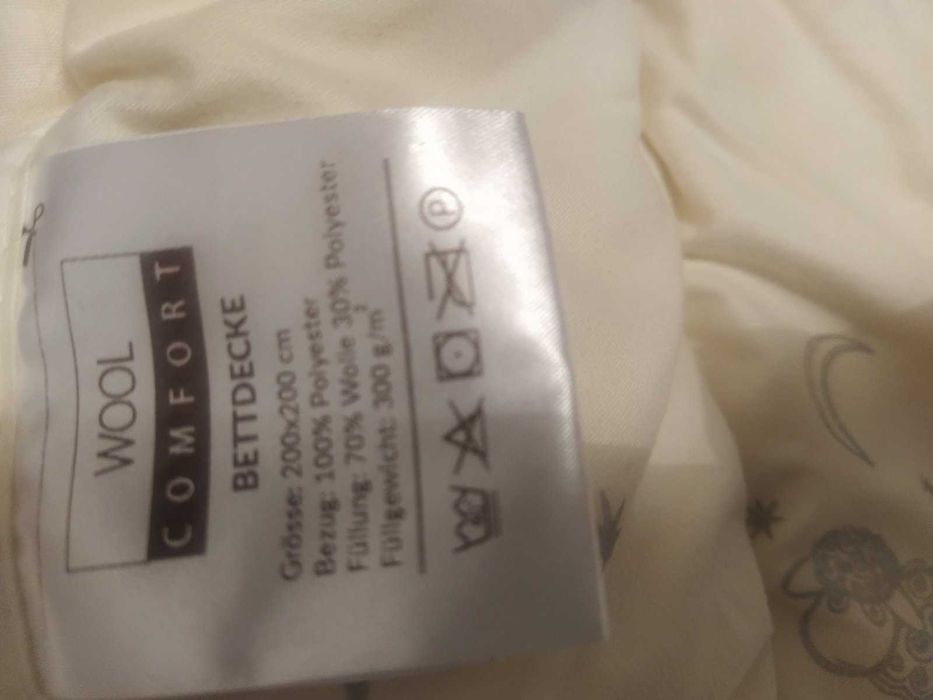 WOOL
COMFORT
BETTDECKE
Grösse: 200x200 cm
Bezug: 100% Polyester
Füllung: 70% Wolle 30% Polyester
Füllgewicht: 300 g/m²
P